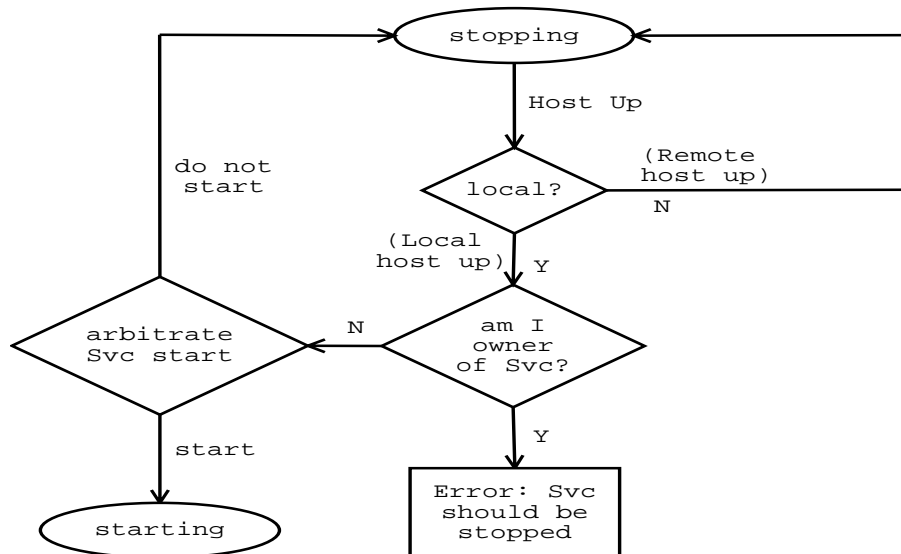 stopping
Host Up
do not
start
(Remote
host up)
local?
N
(Local
host up)
Y
arbitrate
Svc start
N
am I
owner
of Svc?
start
Y
Error: Svc
should be
stopped
starting